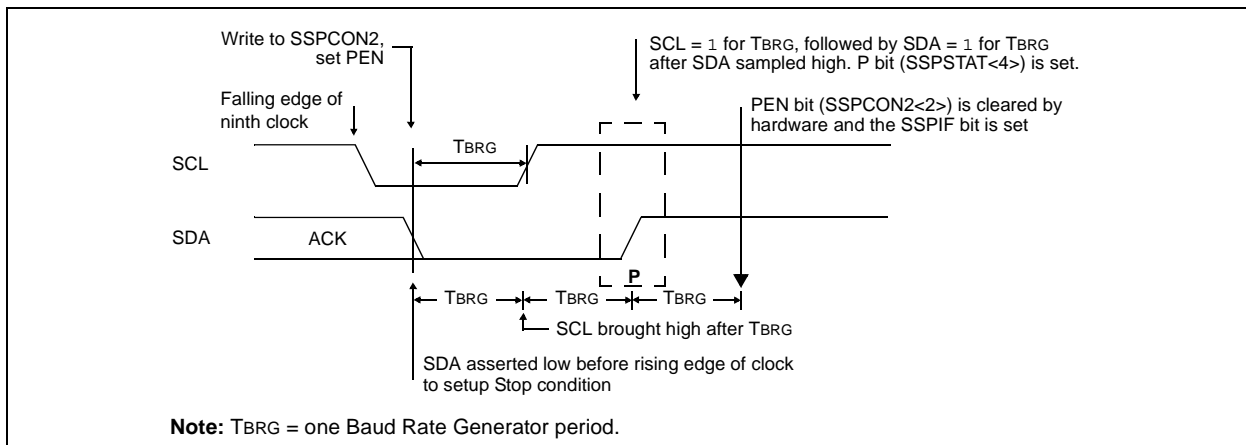 Write to SSPCON2,
set PEN
SCL = 1 for TBRG, followed by SDA = 1 for TBRG
after SDA sampled high. P bit (SSPSTAT<4>) is set.
Falling edge of
ninth clock
PEN bit (SSPCON2<2>) is cleared by
hardware and the SSPIF bit is set
TBRG
SCL
SDA
ACK
P
TBRG
TBRG
TBRG
SCL brought high after TBRG
SDA asserted low before rising edge of clock
to setup Stop condition
Note: TBRG = one Baud Rate Generator period.